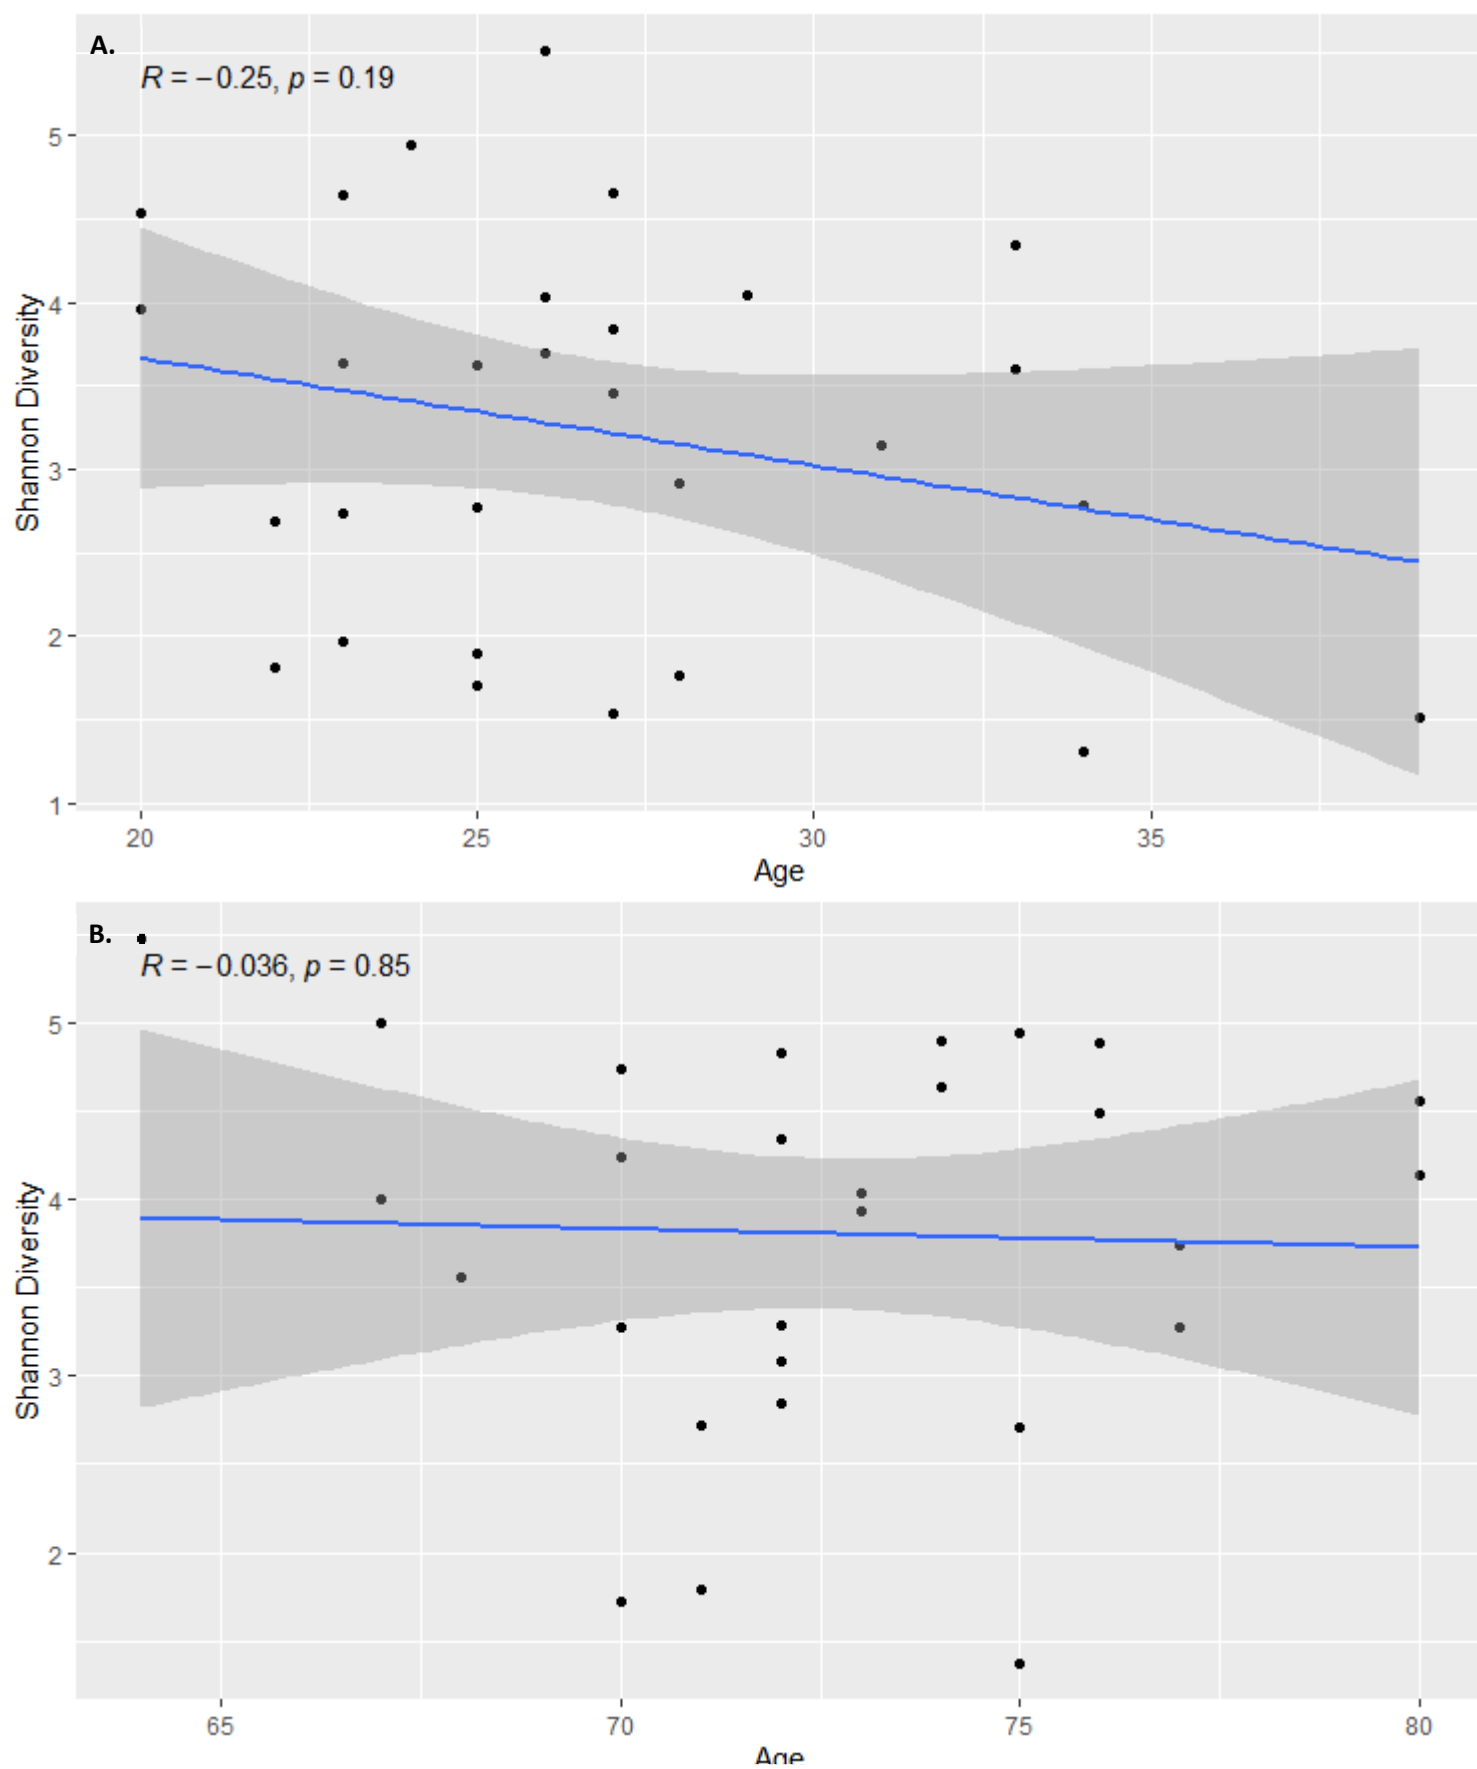 A.
R = −0.25, p = 0.19
5
4
3
2
1
Shannon Diversity
20 25 30 35
Age
B.
R = −0.036, p = 0.85
5
4
3
2
Shannon Diversity
65 70 75 80
Age